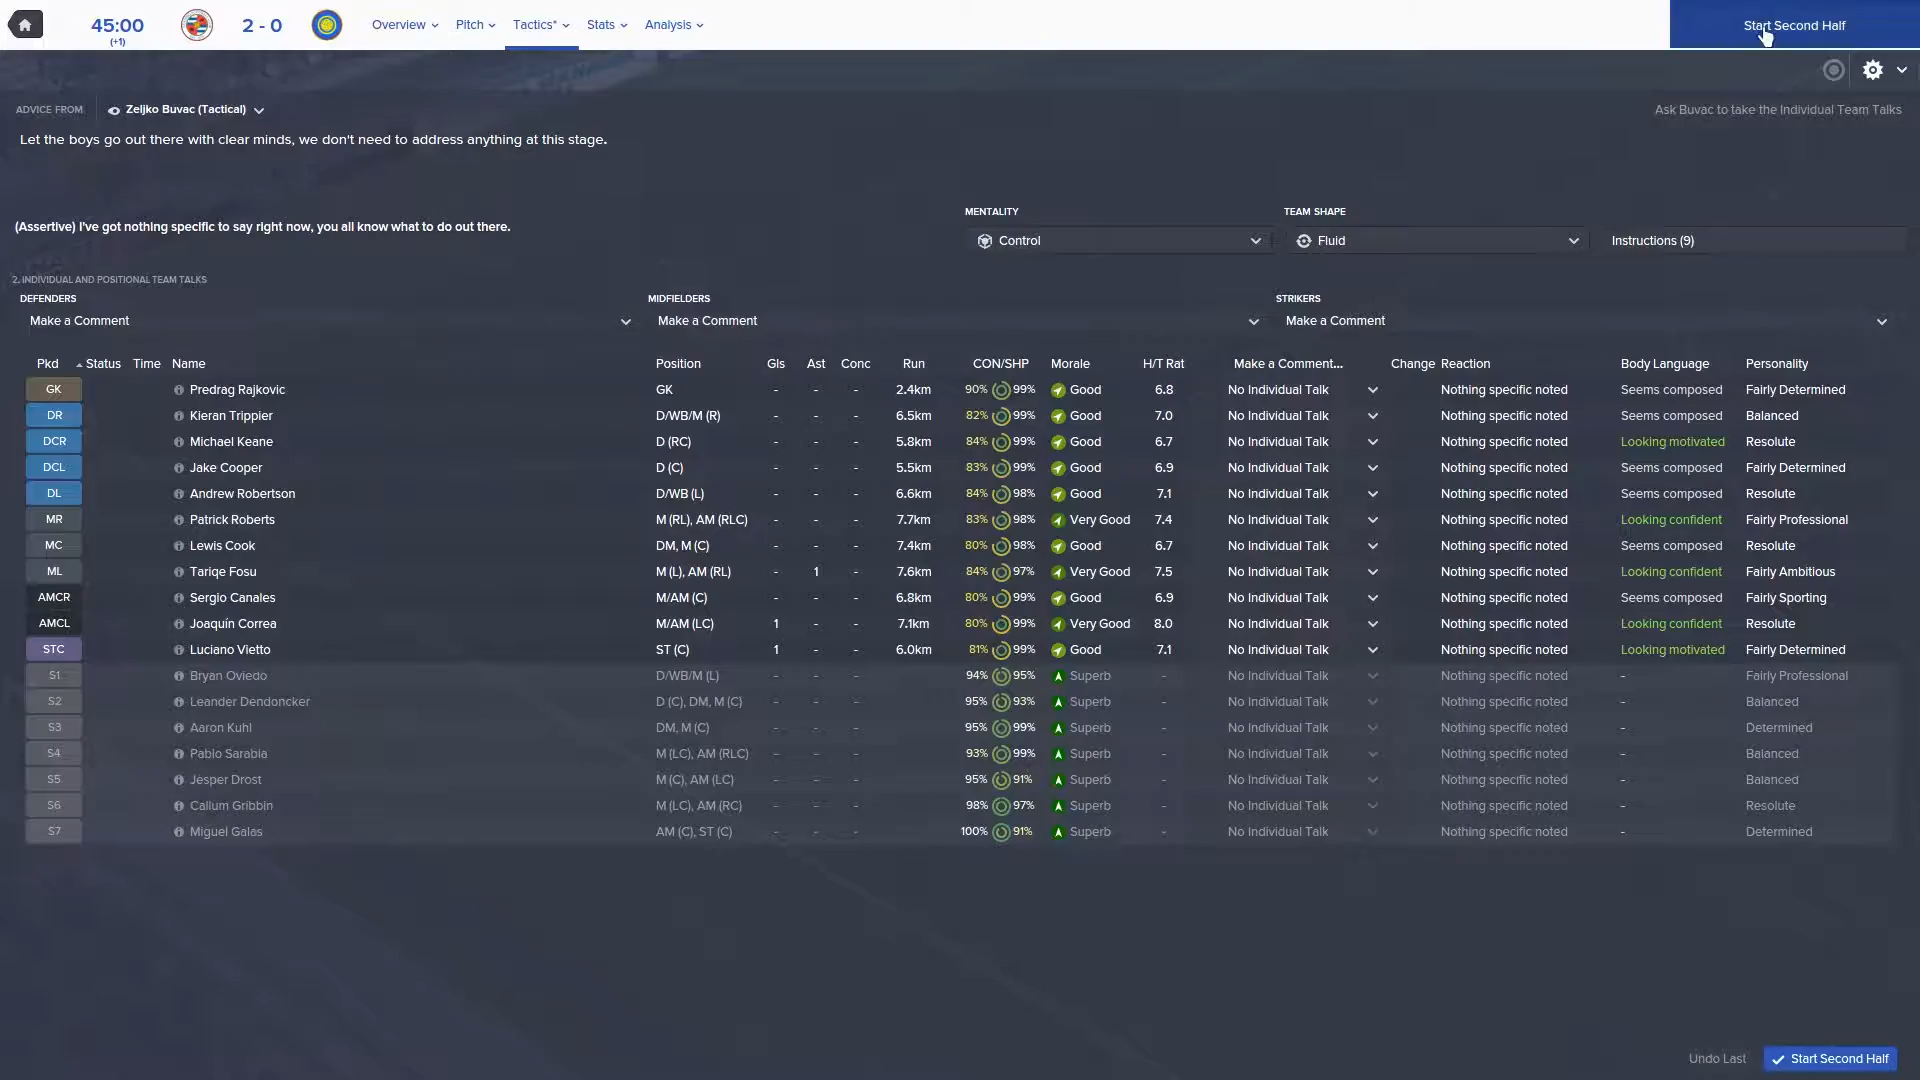 45:00
(+1)
2 - 0
Overview
Pitch
Tactics*
Stats
Analysis
Start Second Half
ADVICE FROM
Zeljko Buvac (Tactical)
Ask Buvac to take the Individual Team Talks
Let the boys go out there with clear minds, we don't need to address anything at this stage.
MENTALITY
TEAM SHAPE
(Assertive) I've got nothing specific to say right now, you all know what to do out there.
Control
Fluid
Instructions (9)
2. INDIVIDUAL AND POSITIONAL TEAM TALKS
DEFENDERS
MIDFIELDERS
STRIKERS
Make a Comment
Make a Comment
Make a Comment
Pkd Status Time Name Position Gls Ast Conc Run CON/SHP Morale H/T Rat Make a Comment... Change Reaction Body Language Personality
GK Predrag Rajkovic GK - - - 2.4km 90% 99% Good 6.8 No Individual Talk Nothing specific noted Seems composed Fairly Determined
DR Kieran Trippier D/WB/M (R) - - - 6.5km 82% 99% Good 7.0 No Individual Talk Nothing specific noted Seems composed Balanced
DCR Michael Keane D (RC) - - - 5.8km 84% 99% Good 6.7 No Individual Talk Nothing specific noted Looking motivated Resolute
DCL Jake Cooper D (C) - - - 5.5km 83% 99% Good 6.9 No Individual Talk Nothing specific noted Seems composed Fairly Determined
DL Andrew Robertson D/WB (L) - - - 6.6km 84% 98% Good 7.1 No Individual Talk Nothing specific noted Seems composed Resolute
MR Patrick Roberts M (RL), AM (RLC) - - - 7.7km 83% 98% Very Good 7.4 No Individual Talk Nothing specific noted Looking confident Fairly Professional
MC Lewis Cook DM, M (C) - - - 7.4km 80% 98% Good 6.7 No Individual Talk Nothing specific noted Seems composed Resolute
ML Tariqe Fosu M (L), AM (RL) - 1 - 7.6km 84% 97% Very Good 7.5 No Individual Talk Nothing specific noted Looking confident Fairly Ambitious
AMCR Sergio Canales M/AM (C) - - - 6.8km 80% 99% Good 6.9 No Individual Talk Nothing specific noted Seems composed Fairly Sporting
AMCL Joaquín Correa M/AM (LC) 1 - - 7.1km 80% 99% Very Good 8.0 No Individual Talk Nothing specific noted Looking confident Resolute
STC Luciano Vietto ST (C) 1 - - 6.0km 81% 99% Good 7.1 No Individual Talk Nothing specific noted Looking motivated Fairly Determined
S1 Bryan Oviedo D/WB/M (L) - - - 94% 95% Superb - No Individual Talk Nothing specific noted - Fairly Professional
S2 Leander Dendoncker D (C), DM, M (C) - - - 95% 93% Superb - No Individual Talk Nothing specific noted - Balanced
S3 Aaron Kuhl DM, M (C) - - - 95% 99% Superb - No Individual Talk Nothing specific noted - Determined
S4 Pablo Sarabia M (LC), AM (RLC) - - - 93% 99% Superb - No Individual Talk Nothing specific noted - Balanced
S5 Jesper Drost M (C), AM (LC) - - - 95% 91% Superb - No Individual Talk Nothing specific noted - Balanced
S6 Callum Gribbin M (LC), AM (RC) - - - 98% 97% Superb - No Individual Talk Nothing specific noted - Resolute
S7 Miguel Galas AM (C), ST (C) - - - 100% 91% Superb - No Individual Talk Nothing specific noted - Determined
Undo Last
Start Second Half